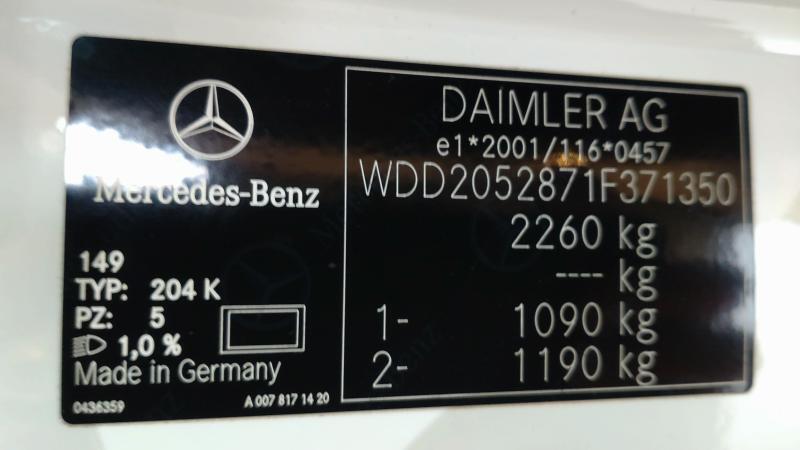 Mercedes-Benz
149
TYP: 204 K
PZ: 5
1,0 %
Made in Germany
0436359
A 007 817 14 20
DAIMLER AG
e1*2001/116*0457
WDD2052871F371350
2260 kg
---- kg
1- 1090 kg
2- 1190 kg